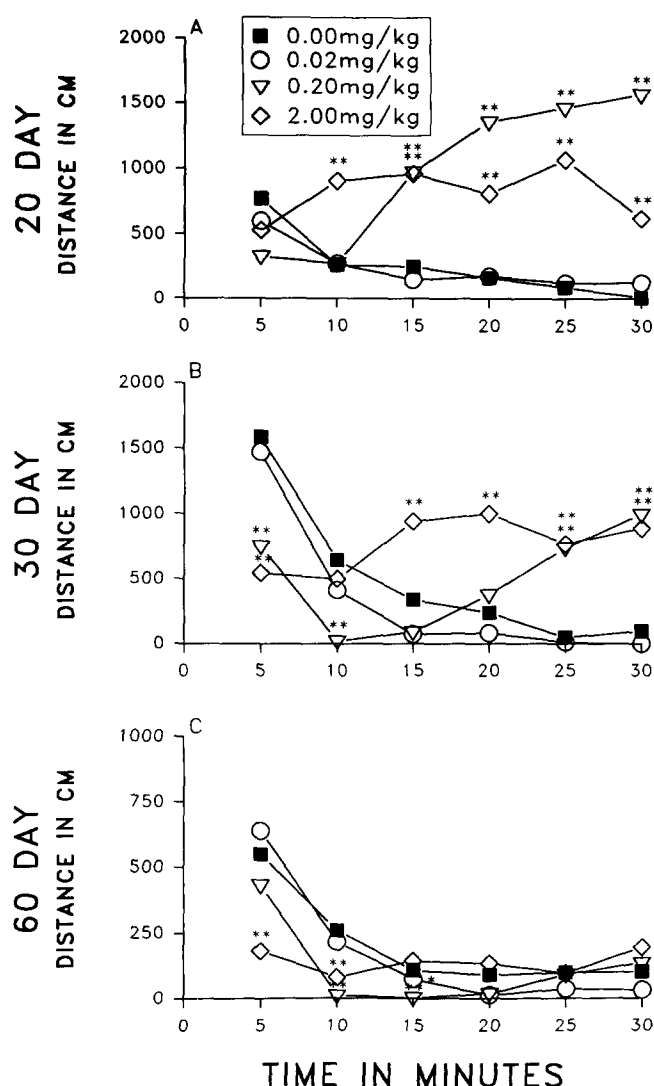 A
■ 0.00mg/kg
○ 0.02mg/kg
▽ 0.20mg/kg
◇ 2.00mg/kg
20 DAY
DISTANCE IN CM
2000
1500
1000
500
0
** ** ** ** ** ** ** ** **
0 5 10 15 20 25 30
B
30 DAY
DISTANCE IN CM
2000
1500
1000
500
0
** ** ** ** ** ** ** ** **
0 5 10 15 20 25 30
C
60 DAY
DISTANCE IN CM
1000
750
500
250
0
** **
0 5 10 15 20 25 30
TIME IN MINUTES